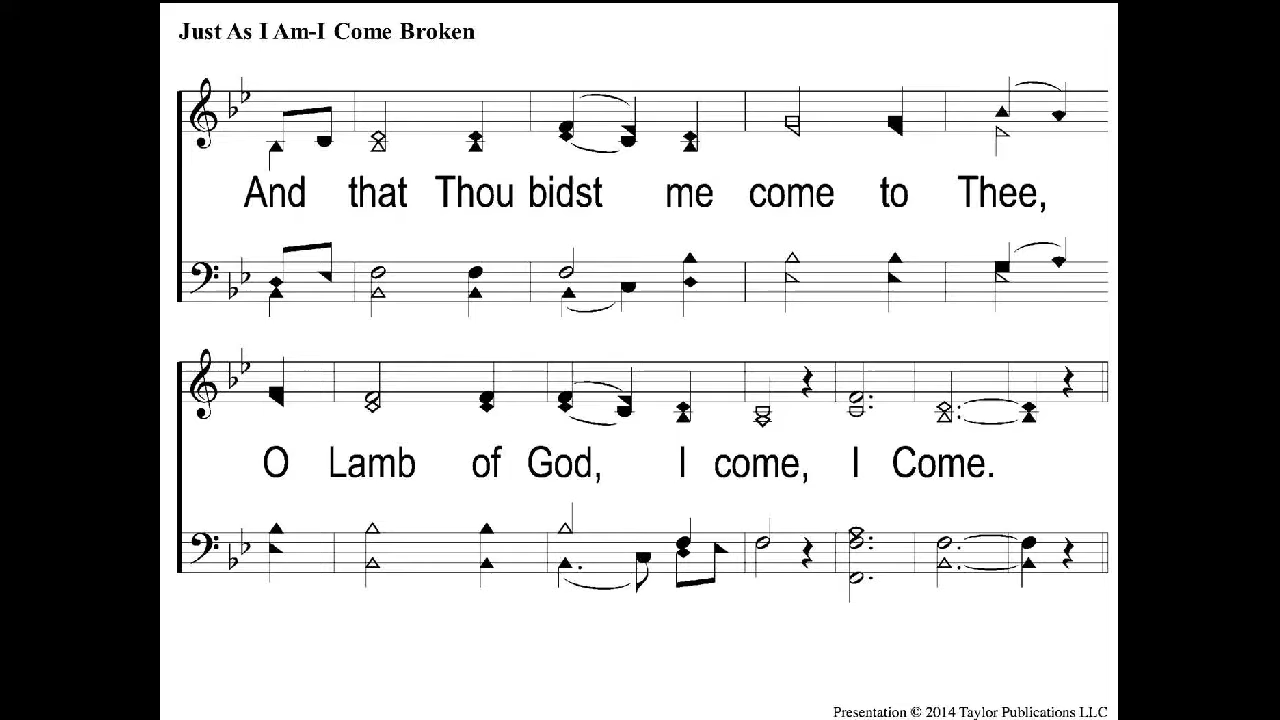 Just As I Am-I Come Broken
And that Thou bidst me come to Thee,
O Lamb of God, I come, I Come.
Presentation © 2014 Taylor Publications LLC